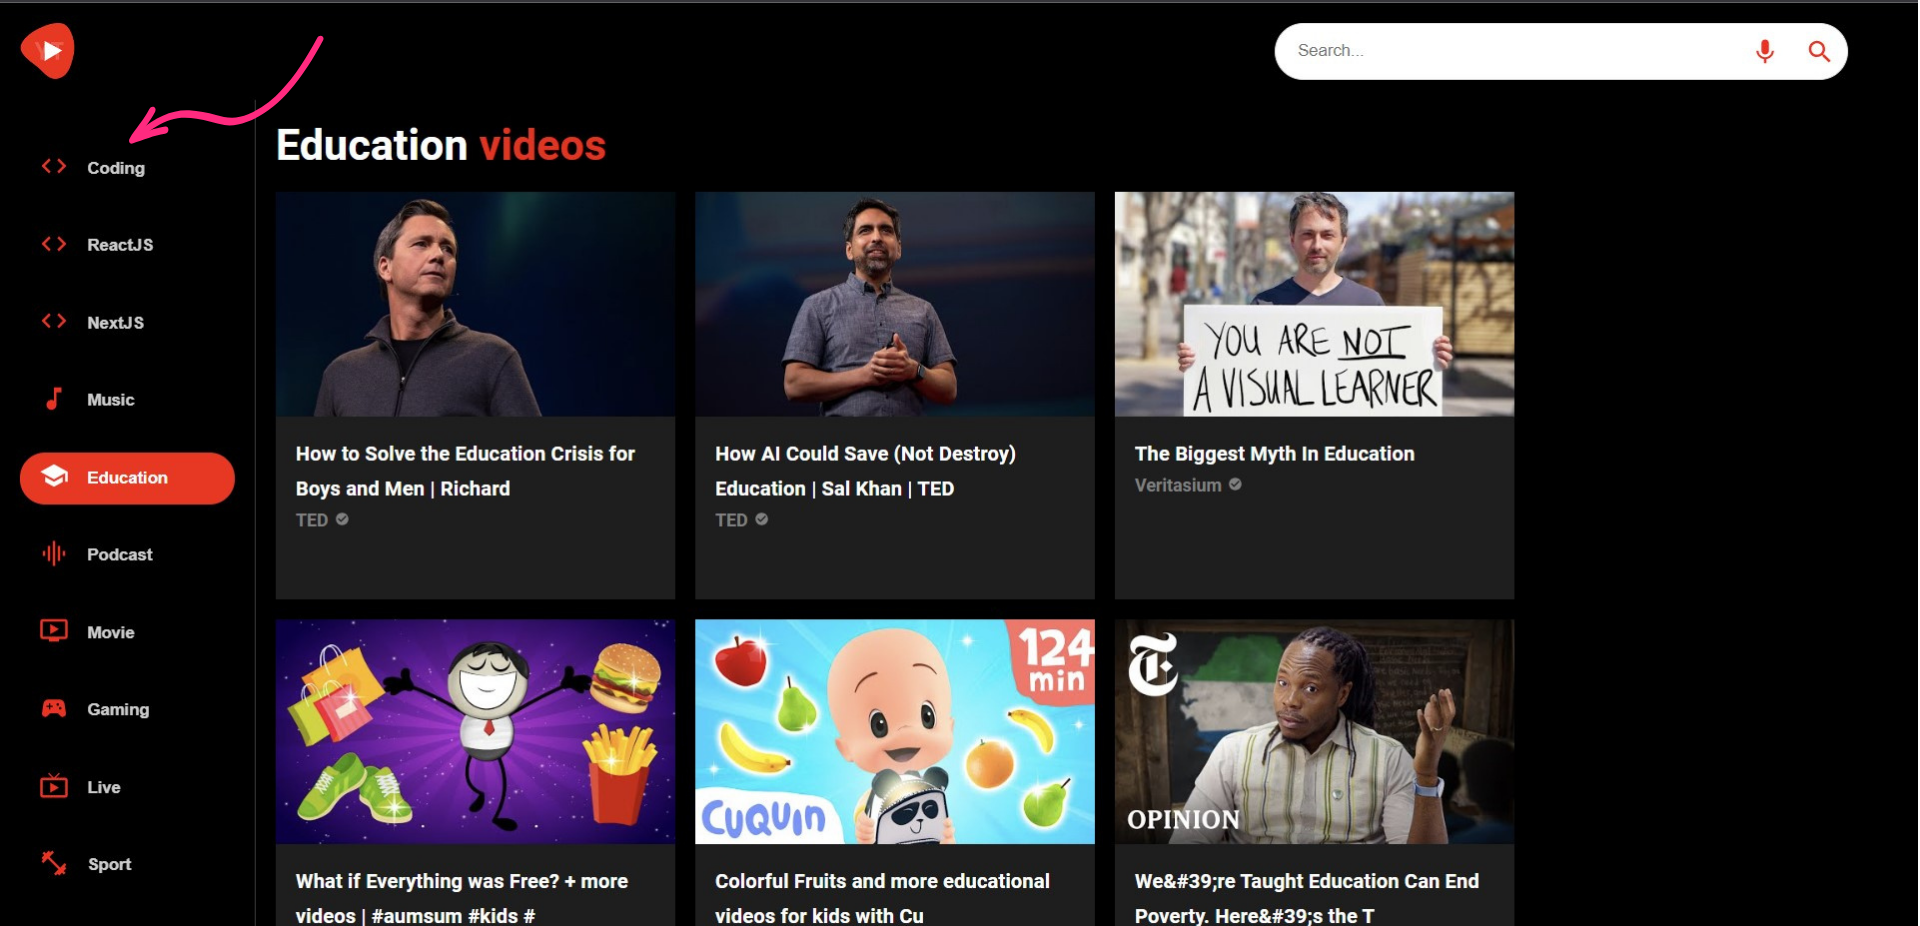 Search...
Coding
ReactJS
NextJS
Music
Education
Podcast
Movie
Gaming
Live
Sport
Education videos
YOU ARE NOT
A VISUAL LEARNER
How to Solve the Education Crisis for
Boys and Men | Richard
TED
How AI Could Save (Not Destroy)
Education | Sal Khan | TED
TED
The Biggest Myth In Education
Veritasium
124
min
CUQUIN
T
OPINION
What if Everything was Free? + more
videos | #aumsum #kids #
Colorful Fruits and more educational
videos for kids with Cu
We&#39;re Taught Education Can End
Poverty. Here&#39;s the T